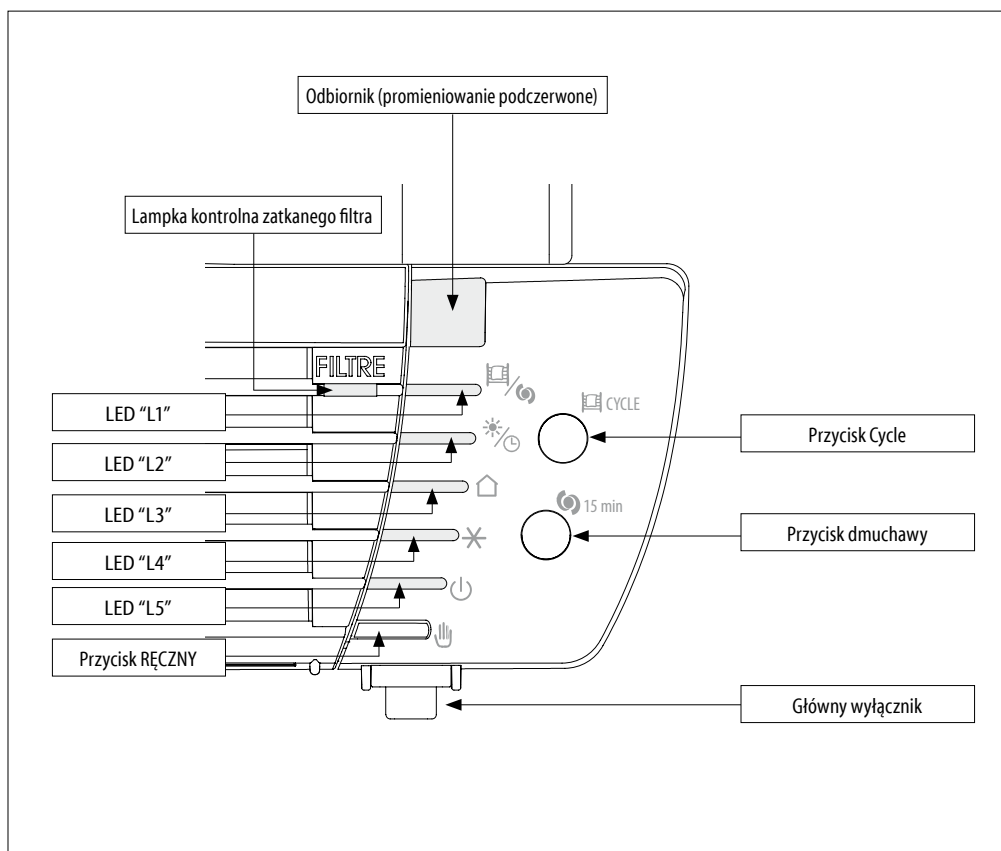 Odbiornik (promieniowanie podczerwone)
Lampka kontrolna zatkanego filtra
FILTRE
CYCLE
LED “L1”
Przycisk Cycle
LED “L2”
LED “L3”
15 min
LED “L4”
Przycisk dmuchawy
LED “L5”
Przycisk RĘCZNY
Główny wyłącznik